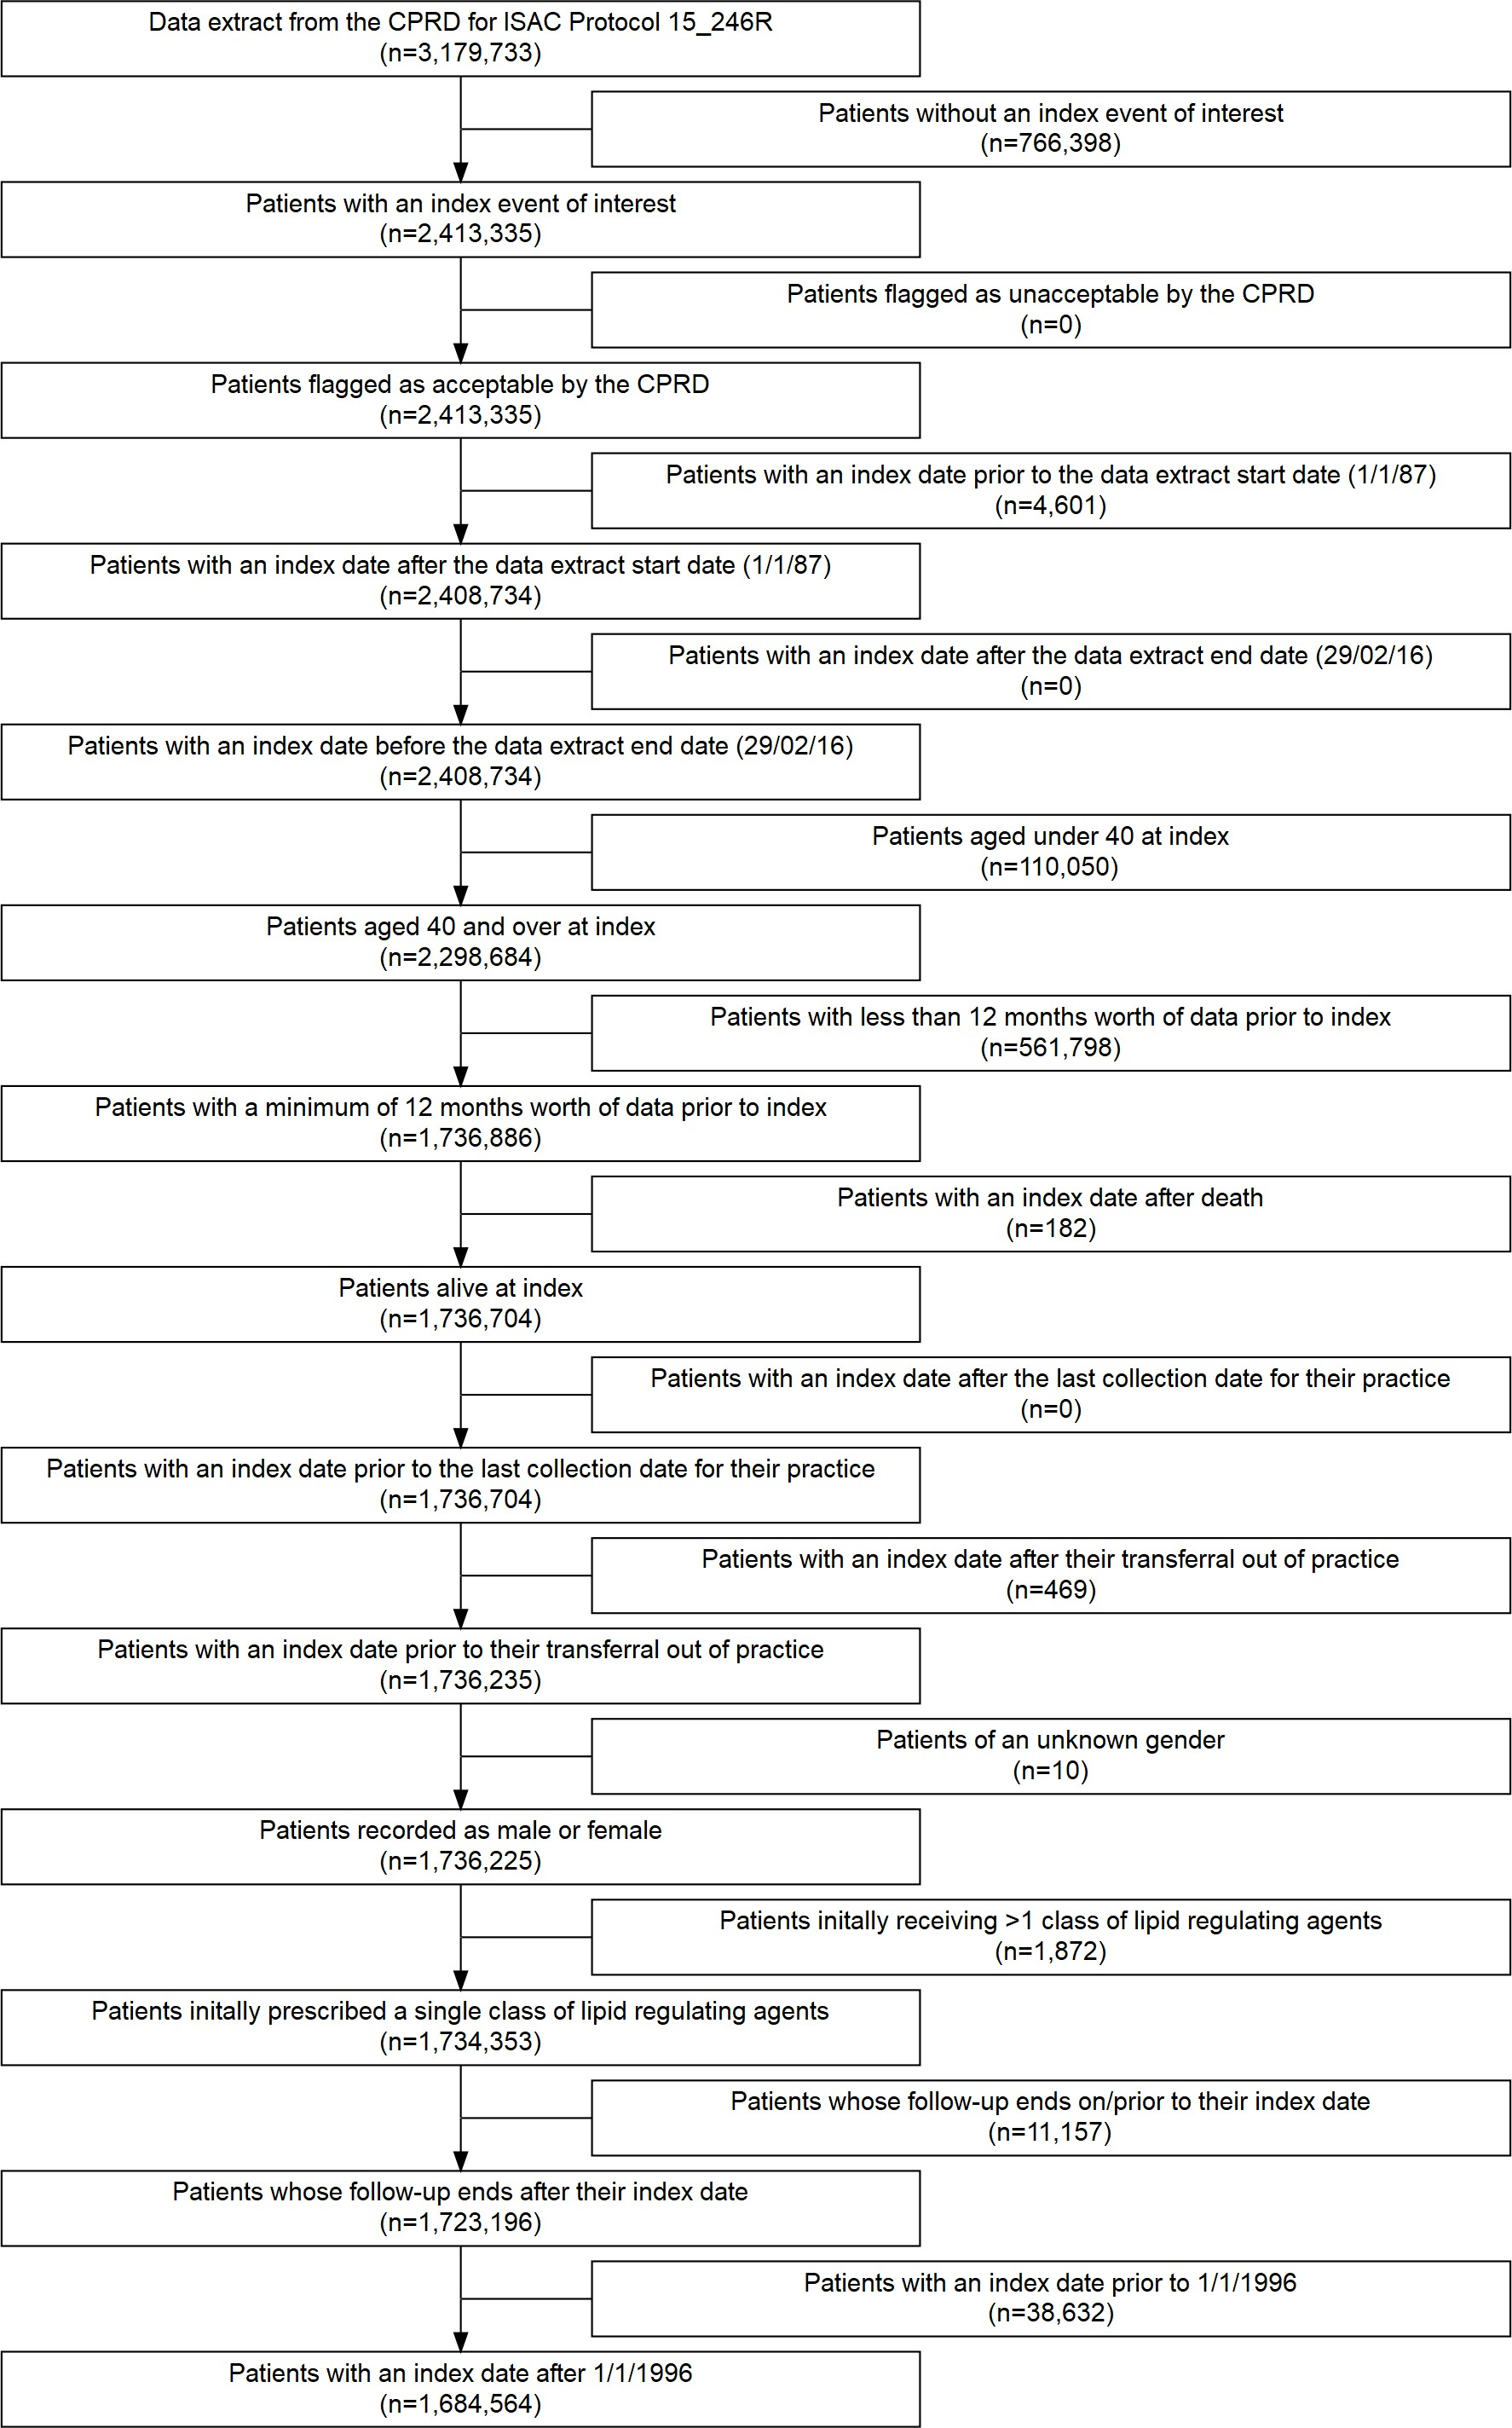 Data extract from the CPRD for ISAC Protocol 15_246R
(n=3,179,733)
Patients without an index event of interest
(n=766,398)
Patients with an index event of interest
(n=2,413,335)
Patients flagged as unacceptable by the CPRD
(n=0)
Patients flagged as acceptable by the CPRD
(n=2,413,335)
Patients with an index date prior to the data extract start date (1/1/87)
(n=4,601)
Patients with an index date after the data extract start date (1/1/87)
(n=2,408,734)
Patients with an index date after the data extract end date (29/02/16)
(n=0)
Patients with an index date before the data extract end date (29/02/16)
(n=2,408,734)
Patients aged under 40 at index
(n=110,050)
Patients aged 40 and over at index
(n=2,298,684)
Patients with less than 12 months worth of data prior to index
(n=561,798)
Patients with a minimum of 12 months worth of data prior to index
(n=1,736,886)
Patients with an index date after death
(n=182)
Patients alive at index
(n=1,736,704)
Patients with an index date after the last collection date for their practice
(n=0)
Patients with an index date prior to the last collection date for their practice
(n=1,736,704)
Patients with an index date after their transferral out of practice
(n=469)
Patients with an index date prior to their transferral out of practice
(n=1,736,235)
Patients of an unknown gender
(n=10)
Patients recorded as male or female
(n=1,736,225)
Patients initally receiving >1 class of lipid regulating agents
(n=1,872)
Patients initally prescribed a single class of lipid regulating agents
(n=1,734,353)
Patients whose follow-up ends on/prior to their index date
(n=11,157)
Patients whose follow-up ends after their index date
(n=1,723,196)
Patients with an index date prior to 1/1/1996
(n=38,632)
Patients with an index date after 1/1/1996
(n=1,684,564)